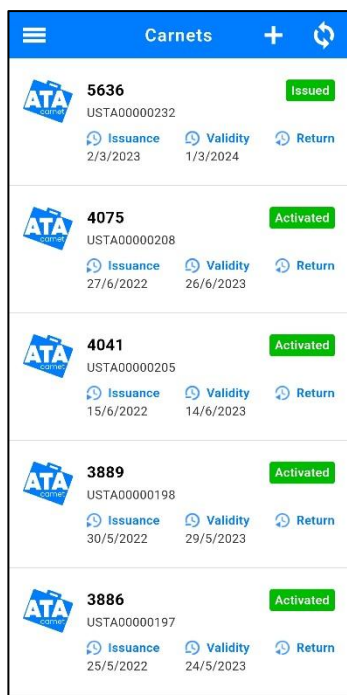 Carnets
ATA carnet
5636
Issued
USTA00000232
Issuance Validity Return
2/3/2023 1/3/2024
ATA carnet
4075
Activated
USTA00000208
Issuance Validity Return
27/6/2022 26/6/2023
ATA carnet
4041
Activated
USTA00000205
Issuance Validity Return
15/6/2022 14/6/2023
ATA carnet
3889
Activated
USTA00000198
Issuance Validity Return
30/5/2022 29/5/2023
ATA carnet
3886
Activated
USTA00000197
Issuance Validity Return
25/5/2022 24/5/2023